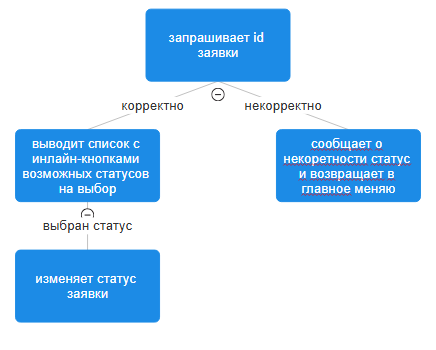 запрашивает id
заявки
корректно
некорректно
выводит список с
инлайн-кнопками
возможных статусов
на выбор
сообщает о
некоретности статус
и возвращает в
главное меняю
выбран статус
изменяет статус
заявки